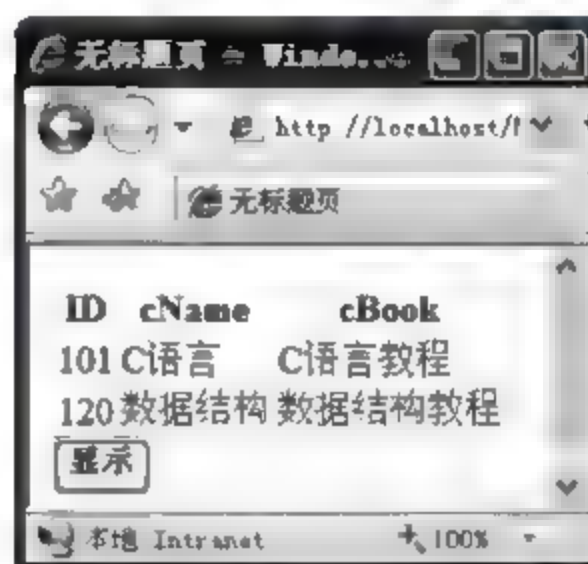 无标题页 - Windo...
http://localhost/
无标题页
ID cName cBook
101 C语言 C语言教程
120 数据结构 数据结构教程
显示
本地 Intranet 100%